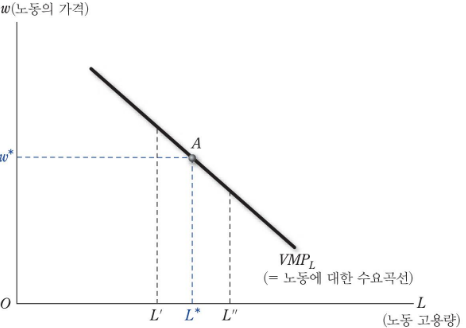 w(노동의 가격)
A
w*
VMP_L
(= 노동에 대한 수요곡선)
O
L′ L* L″ L
(노동 고용량)